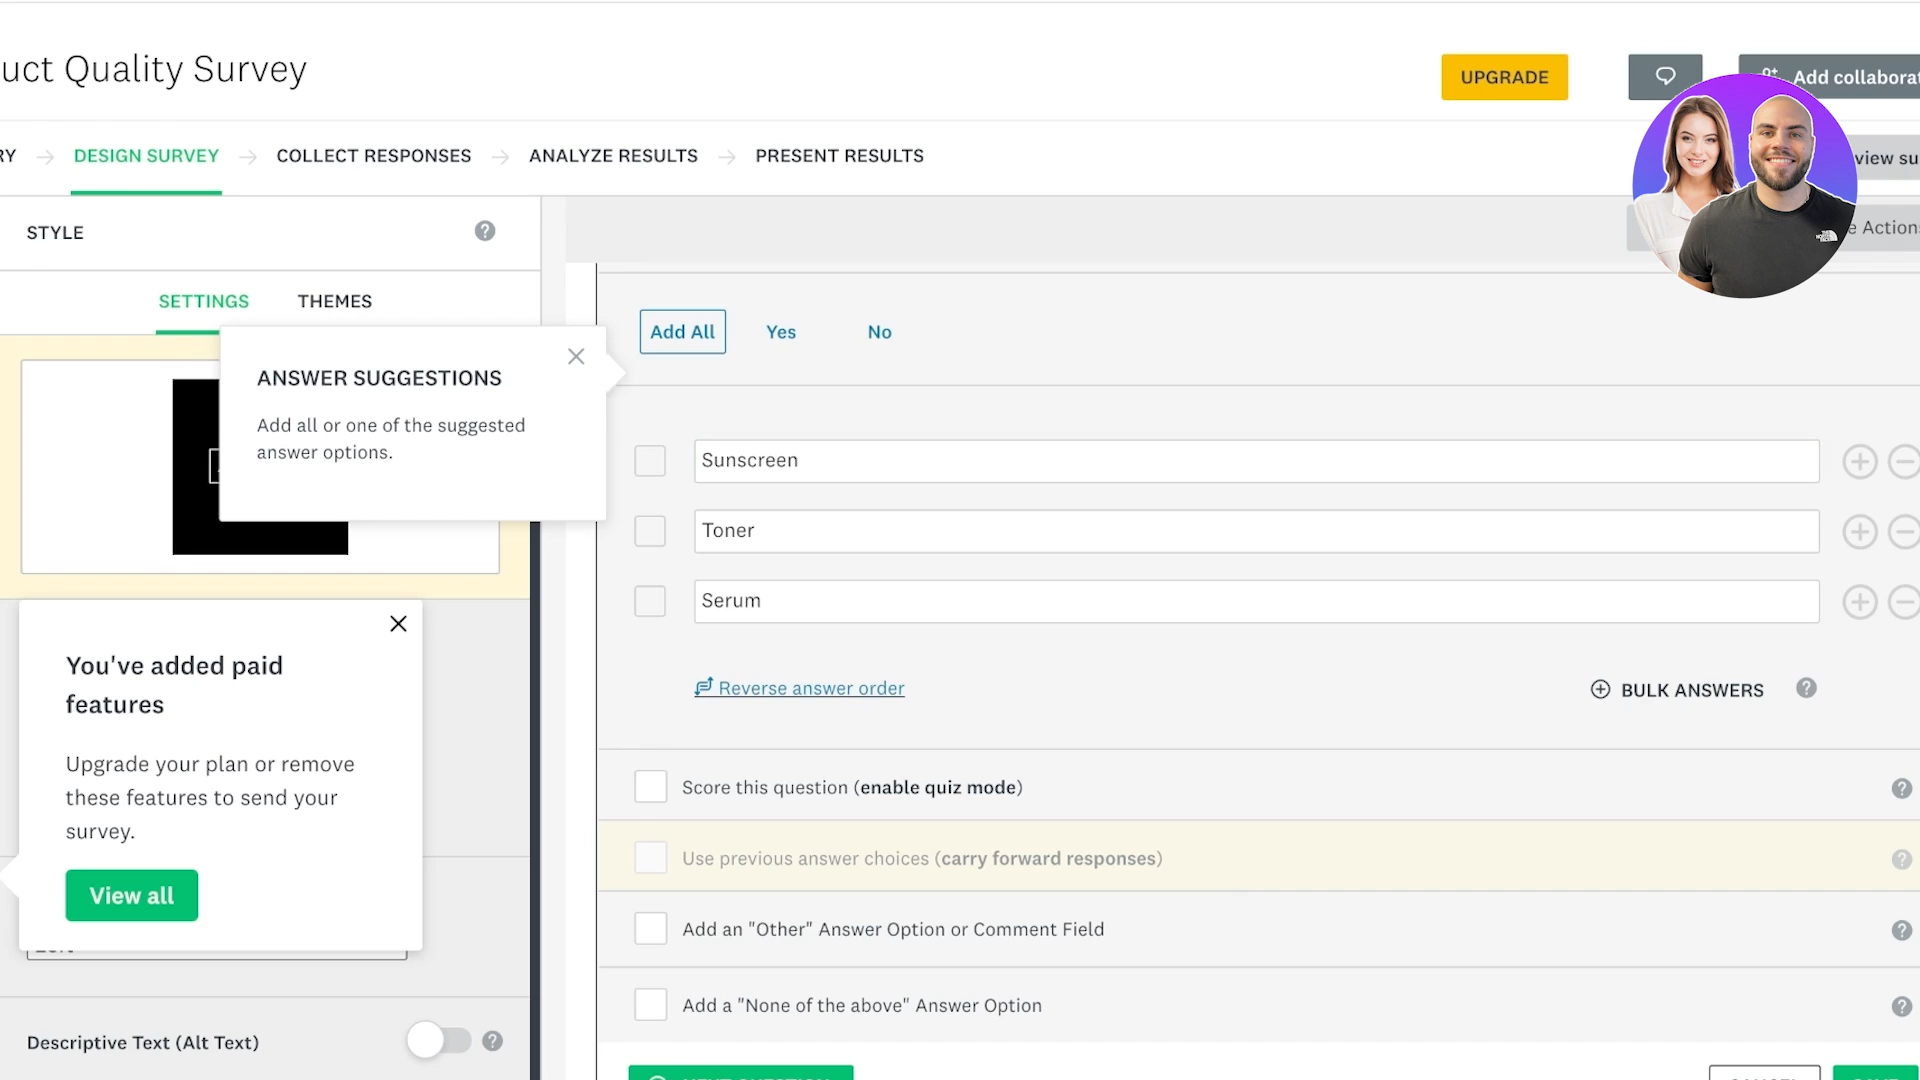 uct Quality Survey
UPGRADE
Add collaborat
RY
DESIGN SURVEY
COLLECT RESPONSES
ANALYZE RESULTS
PRESENT RESULTS
view su
STYLE
e Actions
SETTINGS
THEMES
Add All
Yes
No
ANSWER SUGGESTIONS
Add all or one of the suggested
answer options.
Sunscreen
Toner
Serum
Reverse answer order
BULK ANSWERS
You've added paid
features
Upgrade your plan or remove
these features to send your
survey.
View all
Score this question (enable quiz mode)
Use previous answer choices (carry forward responses)
Add an "Other" Answer Option or Comment Field
Add a "None of the above" Answer Option
Descriptive Text (Alt Text)